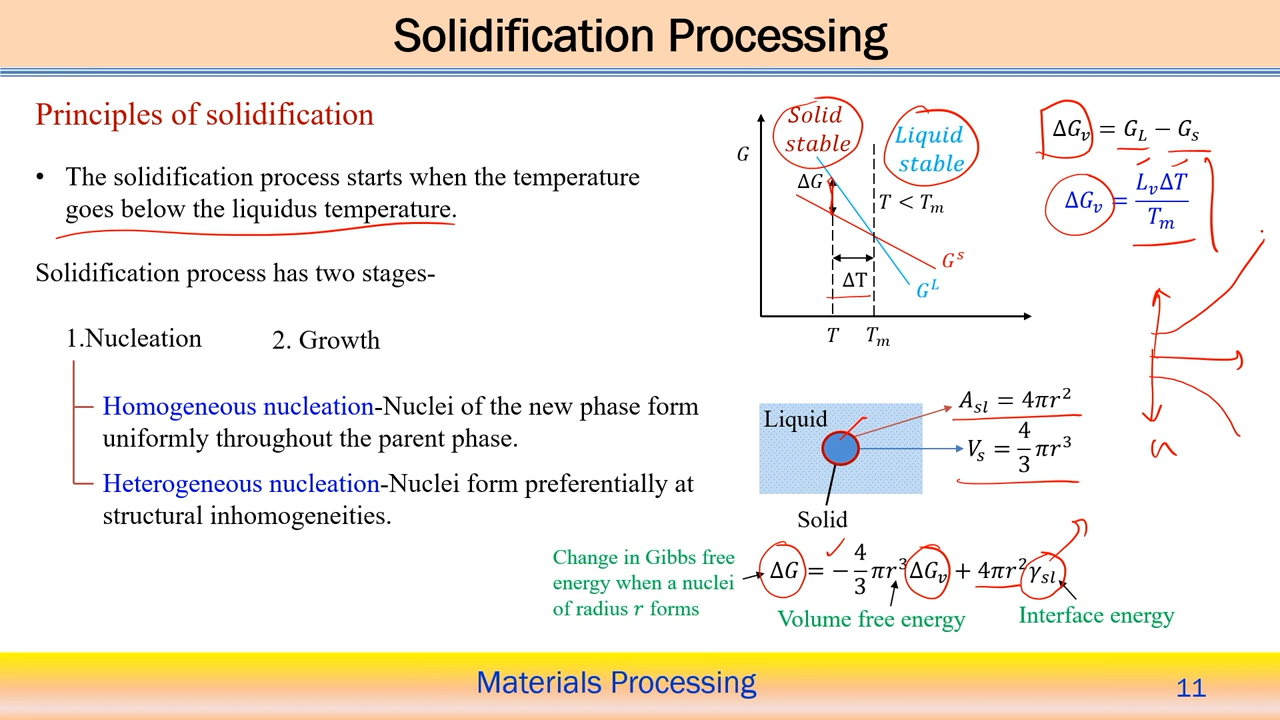 Solidification Processing
Principles of solidification
• The solidification process starts when the temperature
goes below the liquidus temperature.
Solidification process has two stages-
1.Nucleation
2. Growth
Homogeneous nucleation-Nuclei of the new phase form
uniformly throughout the parent phase.
Heterogeneous nucleation-Nuclei form preferentially at
structural inhomogeneities.
Solid
stable
Liquid
stable
G
ΔG
T < Tₘ
Gˢ
ΔT
Gᴸ
T
Tₘ
ΔGᵥ = G_L − Gₛ
ΔGᵥ = LᵥΔT / Tₘ
Liquid
r
Solid
Aₛₗ = 4πr²
Vₛ = 4/3 πr³
Change in Gibbs free
energy when a nuclei
of radius r forms
ΔG = − 4/3 πr³ΔGᵥ + 4πr²γₛₗ
Volume free energy
Interface energy
Materials Processing
11